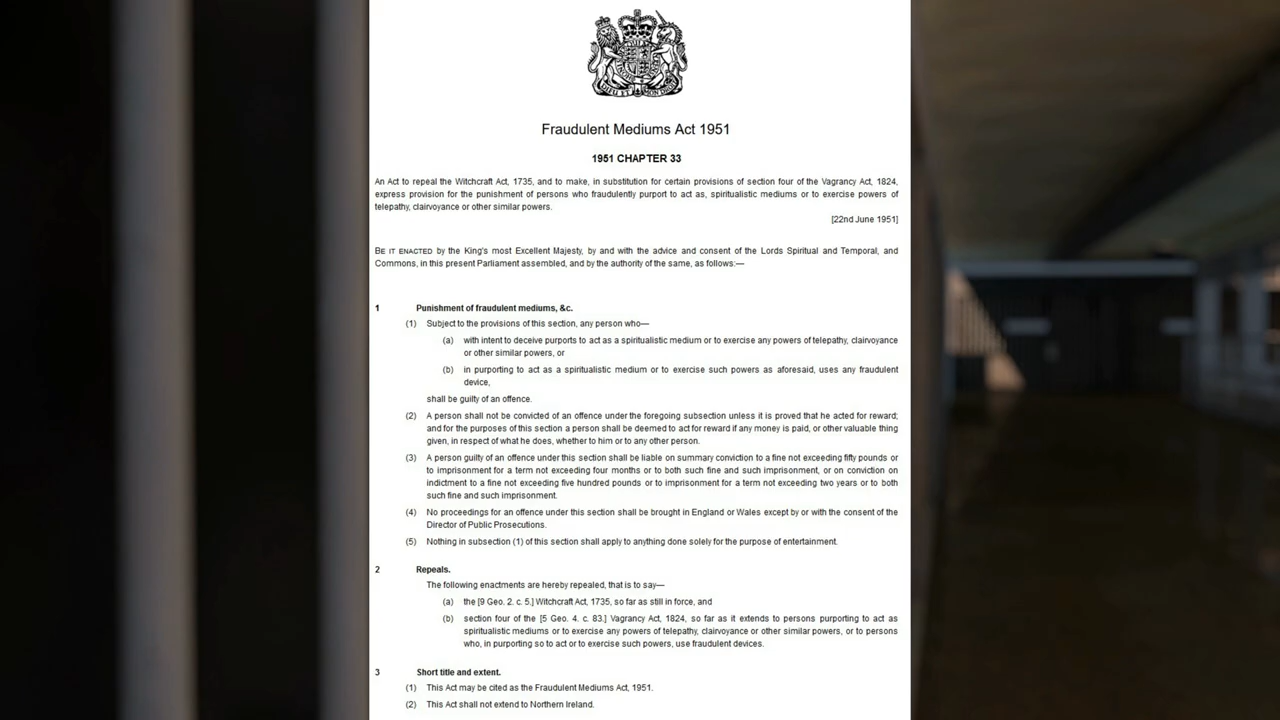 Fraudulent Mediums Act 1951
1951 CHAPTER 33
An Act to repeal the Witchcraft Act, 1735, and to make, in substitution for certain provisions of section four of the Vagrancy Act, 1824,
express provision for the punishment of persons who fraudulently purport to act as, spiritualistic mediums or to exercise powers of
telepathy, clairvoyance or other similar powers.
[22nd June 1951]
BE IT ENACTED by the King's most Excellent Majesty, by and with the advice and consent of the Lords Spiritual and Temporal, and
Commons, in this present Parliament assembled, and by the authority of the same, as follows:—
1 Punishment of fraudulent mediums, &c.
(1) Subject to the provisions of this section, any person who—
(a) with intent to deceive purports to act as a spiritualistic medium or to exercise any powers of telepathy, clairvoyance
or other similar powers, or
(b) in purporting to act as a spiritualistic medium or to exercise such powers as aforesaid, uses any fraudulent
device,
shall be guilty of an offence.
(2) A person shall not be convicted of an offence under the foregoing subsection unless it is proved that he acted for reward;
and for the purposes of this section a person shall be deemed to act for reward if any money is paid, or other valuable thing
given, in respect of what he does, whether to him or to any other person.
(3) A person guilty of an offence under this section shall be liable on summary conviction to a fine not exceeding fifty pounds or
to imprisonment for a term not exceeding four months or to both such fine and such imprisonment, or on conviction on
indictment to a fine not exceeding five hundred pounds or to imprisonment for a term not exceeding two years or to both
such fine and such imprisonment.
(4) No proceedings for an offence under this section shall be brought in England or Wales except by or with the consent of the
Director of Public Prosecutions.
(5) Nothing in subsection (1) of this section shall apply to anything done solely for the purpose of entertainment.
2 Repeals.
The following enactments are hereby repealed, that is to say—
(a) the [9 Geo. 2. c. 5.] Witchcraft Act, 1735, so far as still in force, and
(b) section four of the [5 Geo. 4. c. 83.] Vagrancy Act, 1824, so far as it extends to persons purporting to act as
spiritualistic mediums or to exercise any powers of telepathy, clairvoyance or other similar powers, or to persons
who, in purporting so to act or to exercise such powers, use fraudulent devices.
3 Short title and extent.
(1) This Act may be cited as the Fraudulent Mediums Act, 1951.
(2) This Act shall not extend to Northern Ireland.